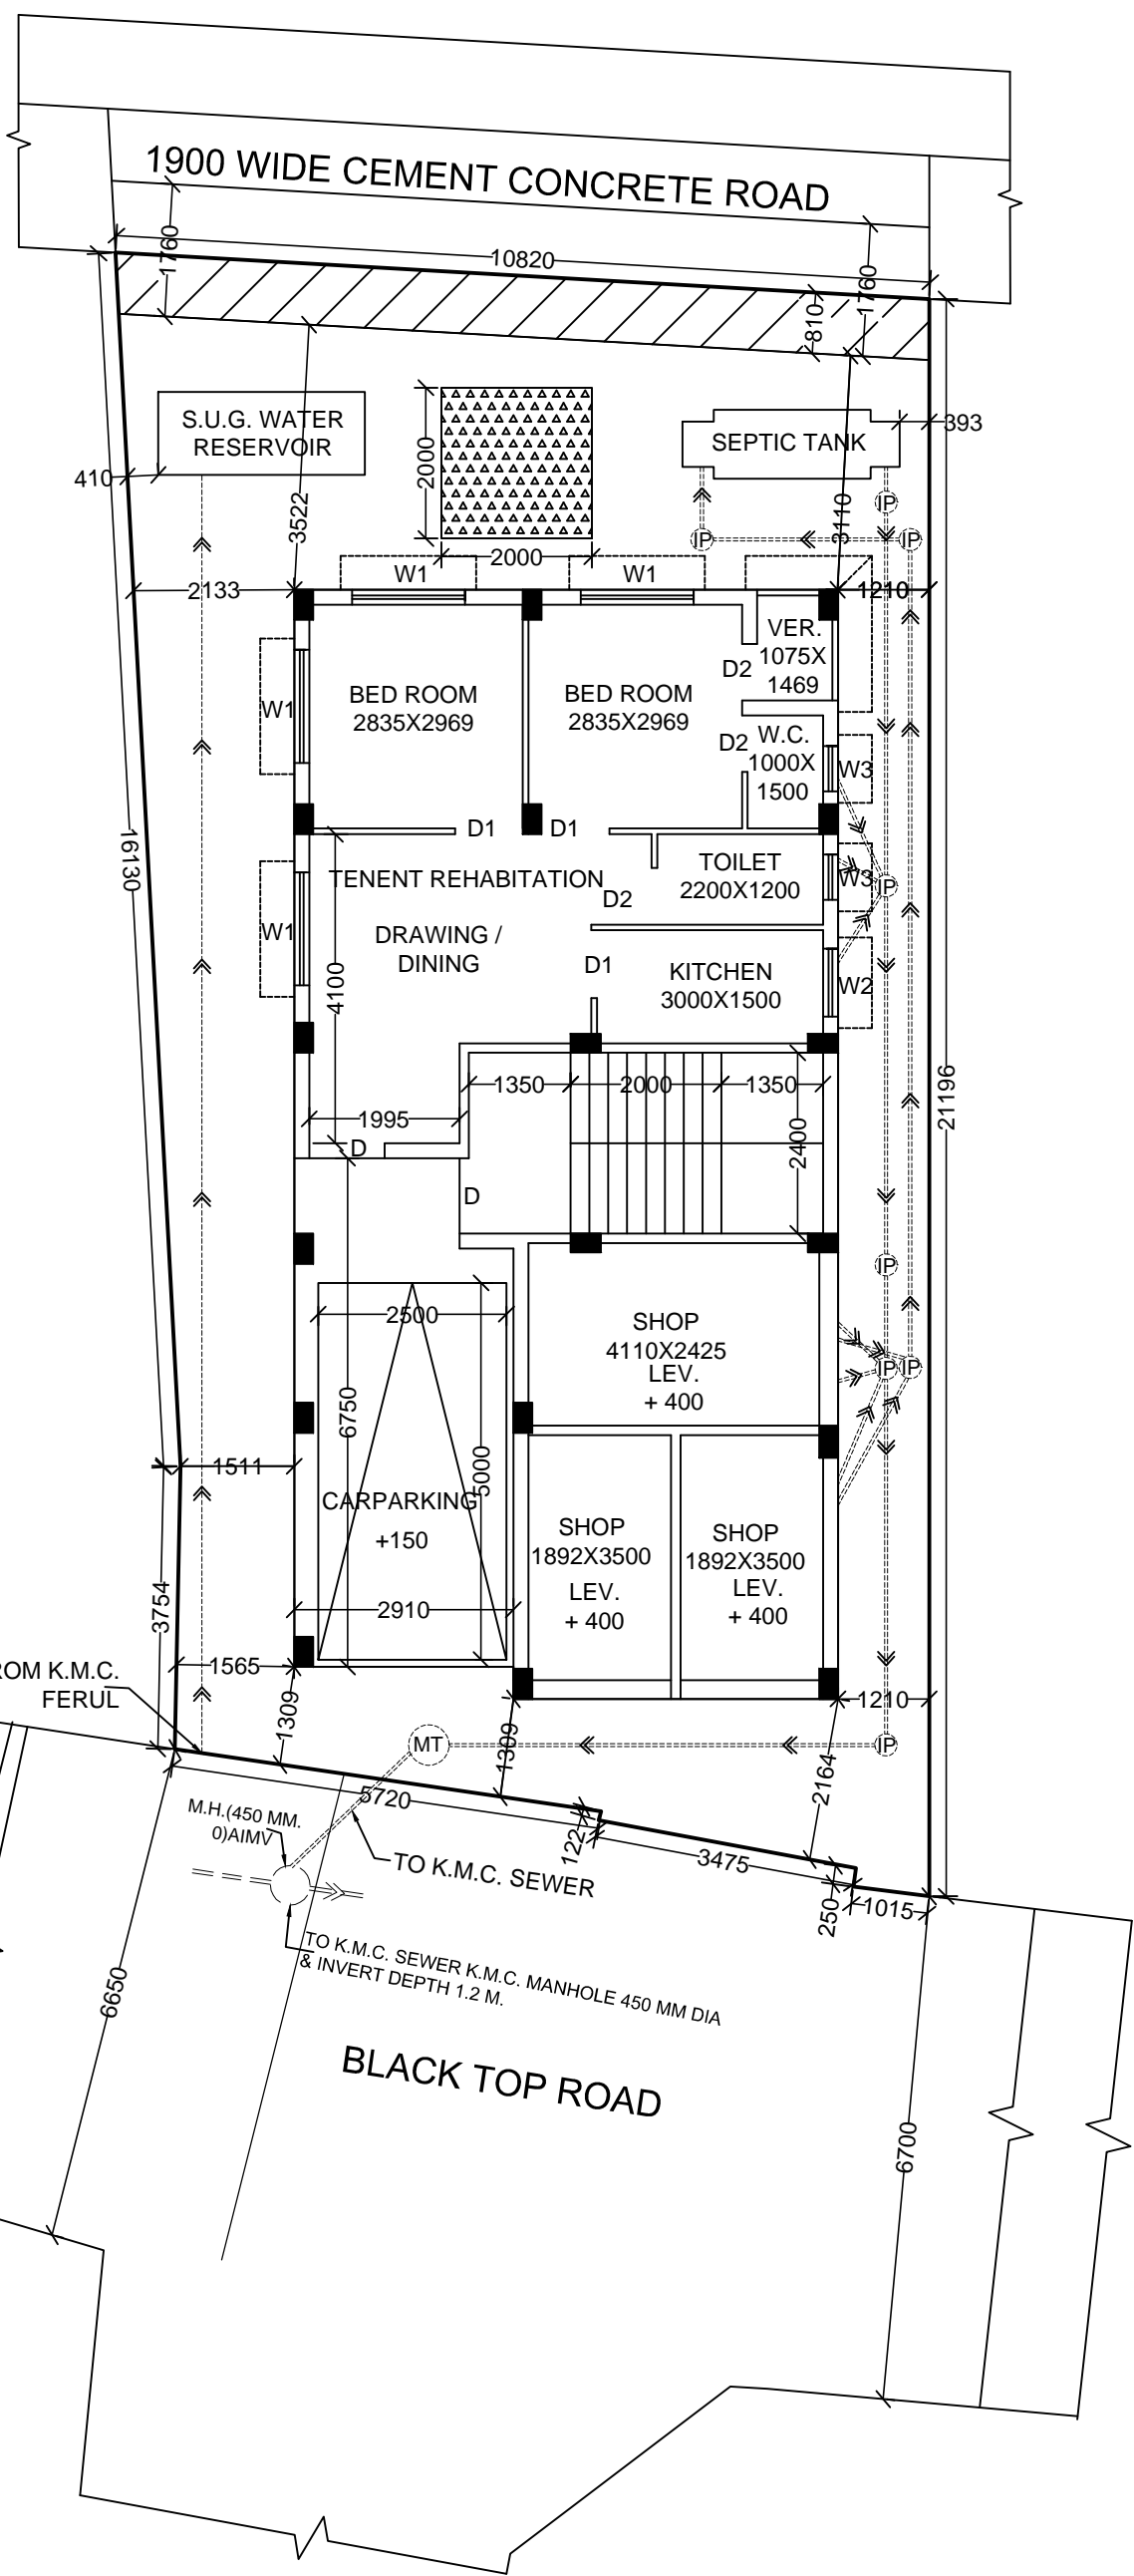 1900 WIDE CEMENT CONCRETE ROAD
1760
10820
1760
810
S.U.G. WATER
RESERVOIR
SEPTIC TANK
393
410
2000
3522
3110
IP
IP
IP
2000
W1
W1
2133
1210
VER.
1075X
1469
D2
BED ROOM
2835X2969
BED ROOM
2835X2969
W1
D2
W.C.
1000X
1500
W3
D1
D1
16130
TOILET
2200X1200
W3
IP
TENENT REHABITATION
D2
W1
DRAWING /
DINING
D1
KITCHEN
3000X1500
W2
4100
1350
2000
1350
21196
1995
2400
D
D
IP
2500
SHOP
4110X2425
LEV.
+ 400
IP
IP
6750
5000
1511
CARPARKING
+150
SHOP
1892X3500
LEV.
+ 400
SHOP
1892X3500
LEV.
+ 400
3754
2910
ROM K.M.C.
FERUL
1565
1309
1309
1210
MT
IP
2164
5720
M.H.(450 MM.
0)AIMV
122
3475
TO K.M.C. SEWER
250
1015
TO K.M.C. SEWER K.M.C. MANHOLE 450 MM DIA
& INVERT DEPTH 1.2 M.
6650
BLACK TOP ROAD
6700